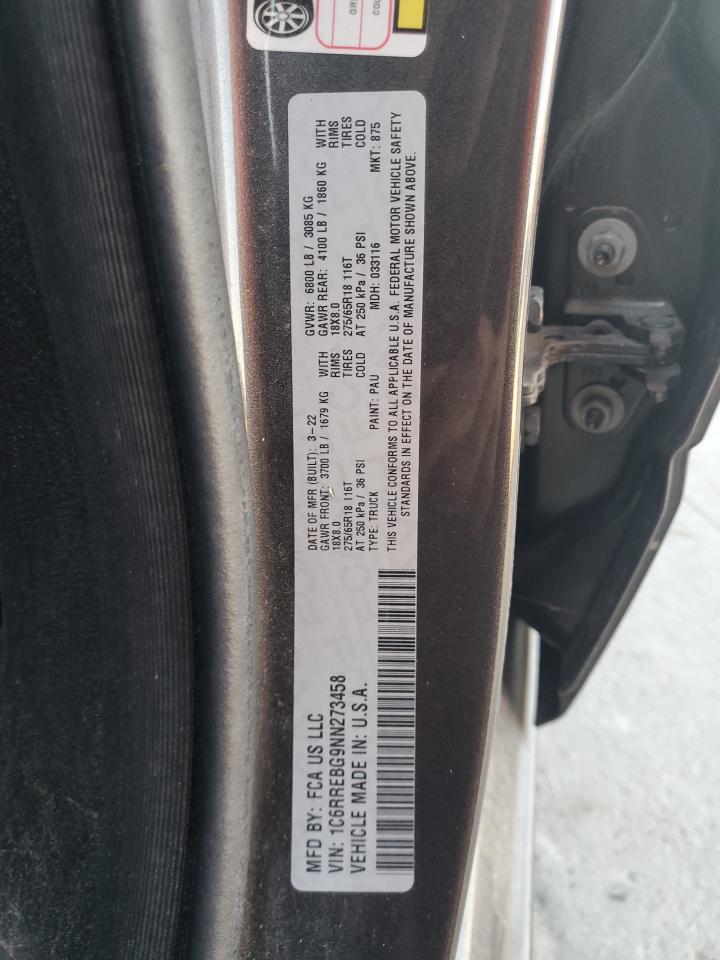 MFD BY: FCA US LLC
VIN: 1C6RREBG9NN273458
VEHICLE MADE IN: U.S.A.
DATE OF MFR (BUILT): 3-22 GVWR: 6800 LB / 3085 KG
GAWR FRONT: 3700 LB / 1679 KG WITH GAWR REAR: 4100 LB / 1860 KG WITH
18X8.0 RIMS 18X8.0 RIMS
275/65R18 116T TIRES 275/65R18 116T TIRES
AT 250 kPa / 36 PSI COLD AT 250 kPa / 36 PSI COLD
TYPE: TRUCK PAINT: PAU MDH: 033116 MKT: 875
THIS VEHICLE CONFORMS TO ALL APPLICABLE U.S.A. FEDERAL MOTOR VEHICLE SAFETY
STANDARDS IN EFFECT ON THE DATE OF MANUFACTURE SHOWN ABOVE.